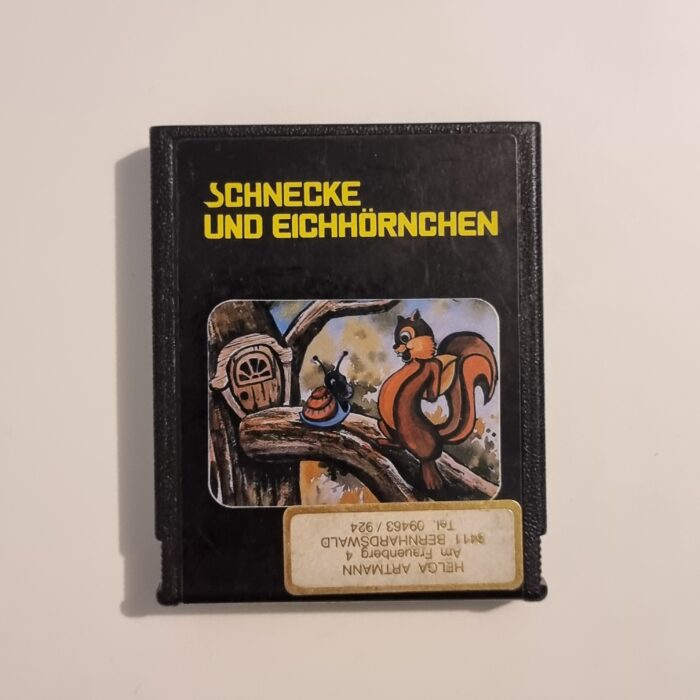 SCHNECKE
UND EICHHÖRNCHEN
HELGA ARTMANN
Am Frauenberg 4
8411 BERNHARDSWALD
Tel. 09463 / 924